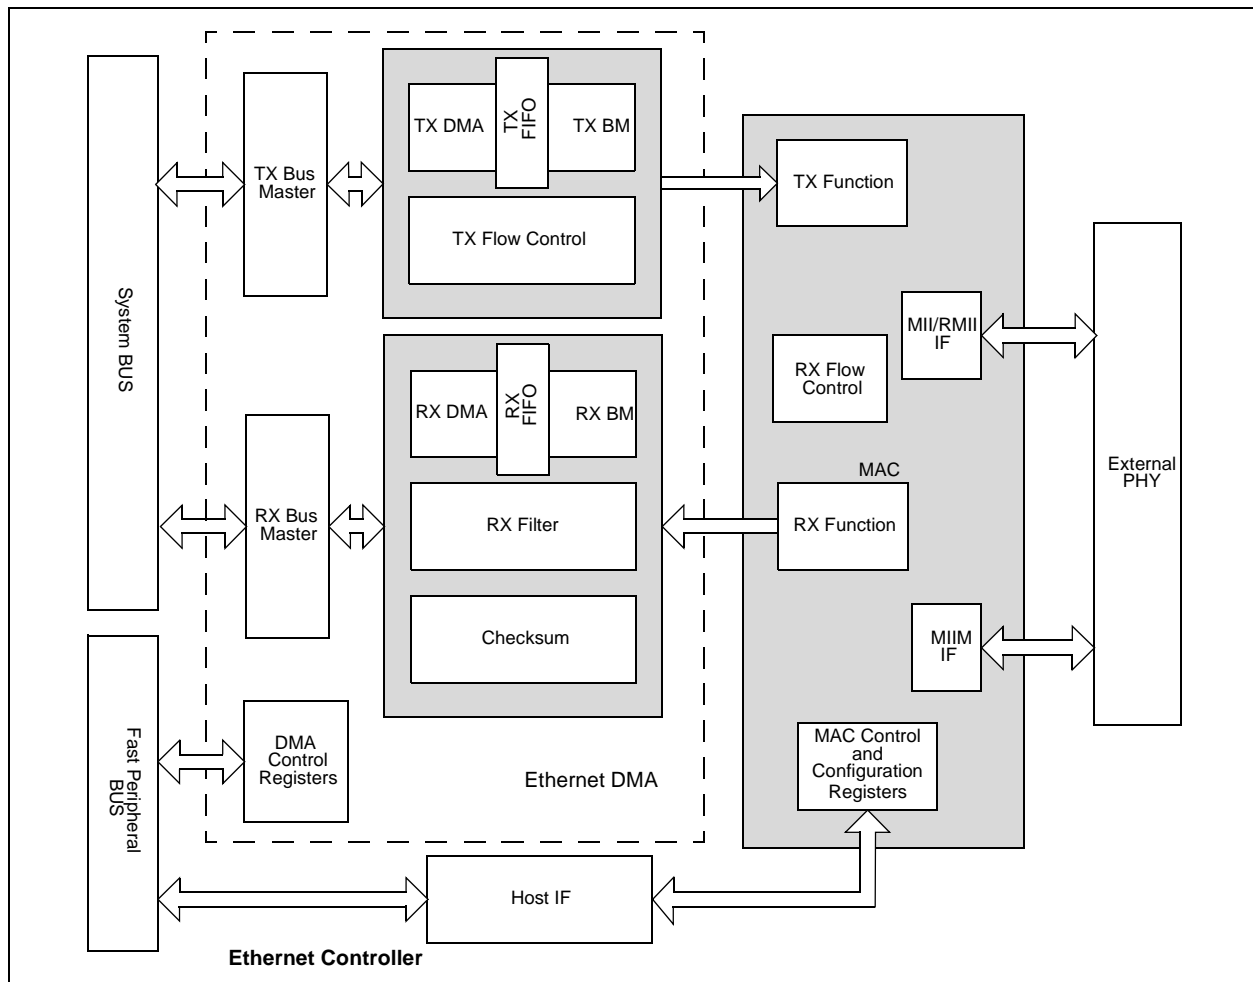 System BUS
Fast Peripheral
BUS
TX Bus
Master
TX DMA
TX
FIFO
TX BM
TX Flow Control
RX Bus
Master
RX DMA
RX
FIFO
RX BM
RX Filter
Checksum
DMA
Control
Registers
Ethernet DMA
TX Function
MII/RMII
IF
RX Flow
Control
MAC
RX Function
MIIM
IF
MAC Control
and
Configuration
Registers
External
PHY
Host IF
Ethernet Controller